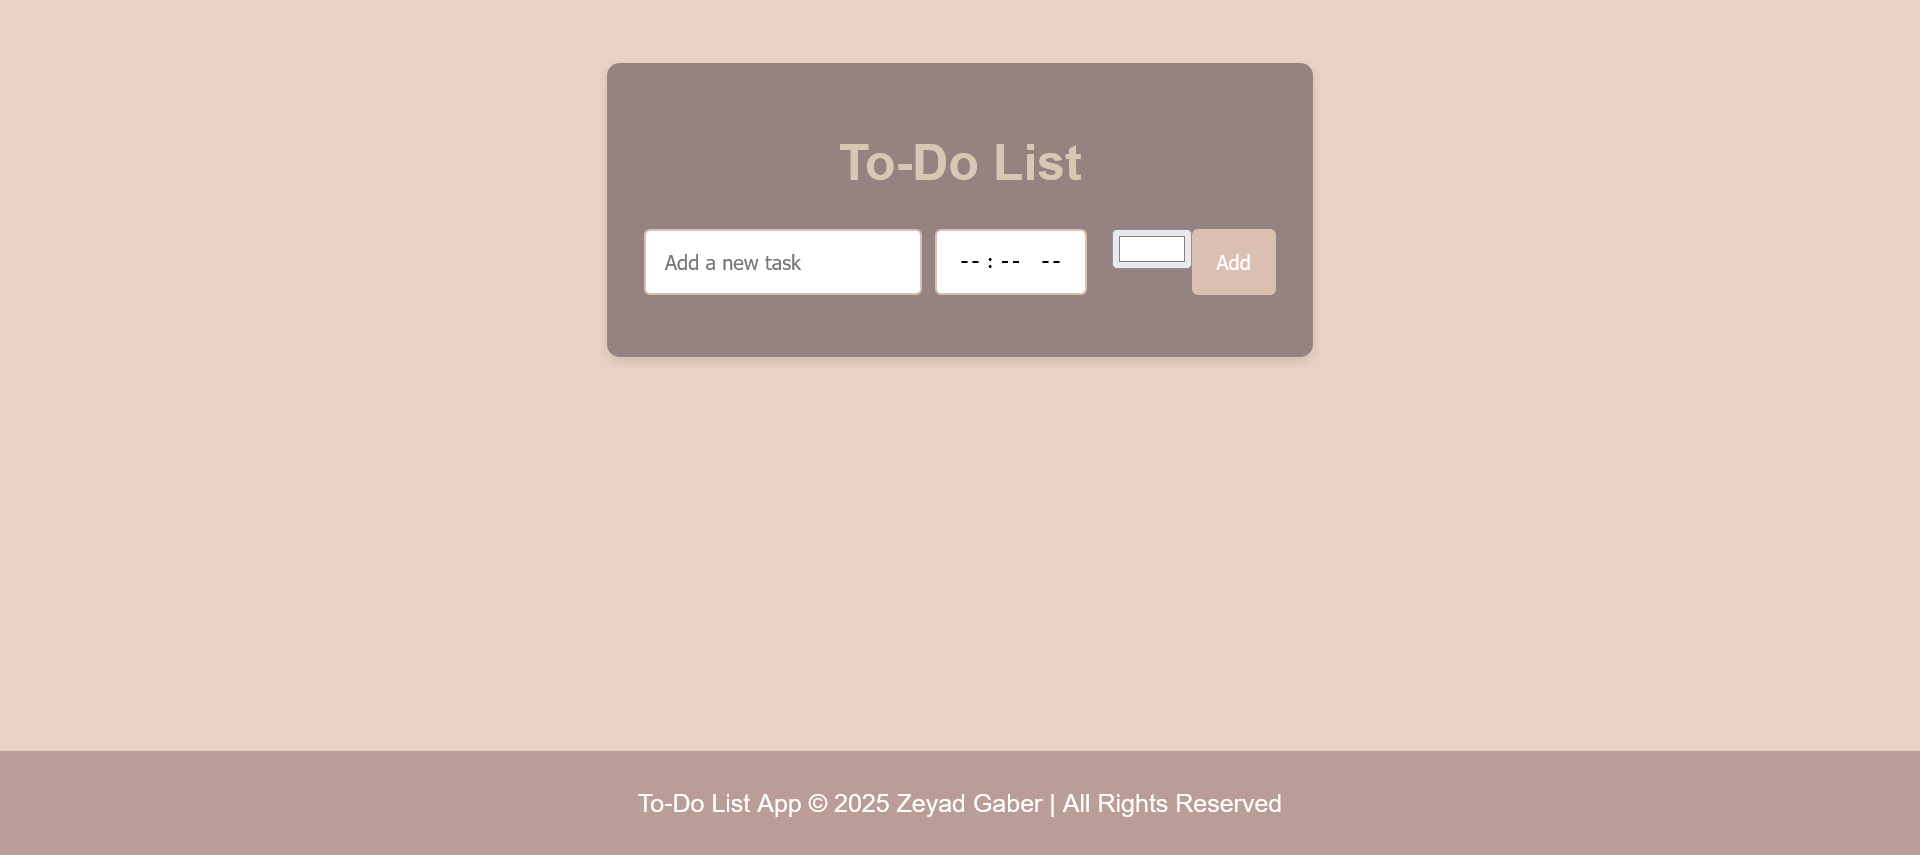 To-Do List
Add a new task
--:-- --
Add
To-Do List App © 2025 Zeyad Gaber | All Rights Reserved